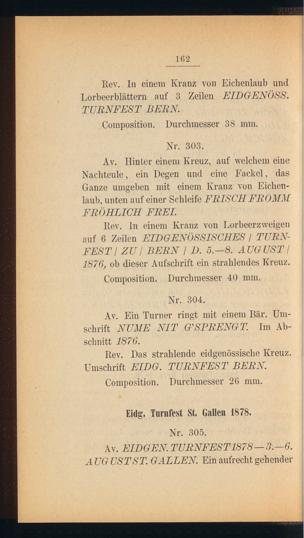 162
Rev. In einem Kranz von Eichenlaub und
Lorbeerblättern auf 3 Zeilen EIDGENÖSS.
TURNFEST BERN.
Composition. Durchmesser 38 mm.
Nr. 303.
Av. Hinter einem Kreuz, auf welchem eine
Nachteule, ein Degen und eine Fackel, das
Ganze umgeben mit einem Kranz von Eichen-
laub, unten auf einer Schleife FRISCH FROMM
FRÖHLICH FREI.
Rev. In einem Kranz von Lorbeerzweigen
auf 6 Zeilen EIDGENÖSSISCHES | TURN-
FEST | ZU | BERN | D. 5.—8. AUGUST |
1876, ob dieser Aufschrift ein strahlendes Kreuz.
Composition. Durchmesser 40 mm.
Nr. 304.
Av. Ein Turner ringt mit einem Bär. Um-
schrift NUME NIT G'SPRENGT. Im Ab-
schnitt 1876.
Rev. Das strahlende eidgenössische Kreuz.
Umschrift EIDG. TURNFEST BERN.
Composition. Durchmesser 26 mm.
Eidg. Turnfest St. Gallen 1878.
Nr. 305.
Av. EIDGEN. TURNFEST 1878 — 3.—6.
AUGUST ST. GALLEN. Ein aufrecht gehender